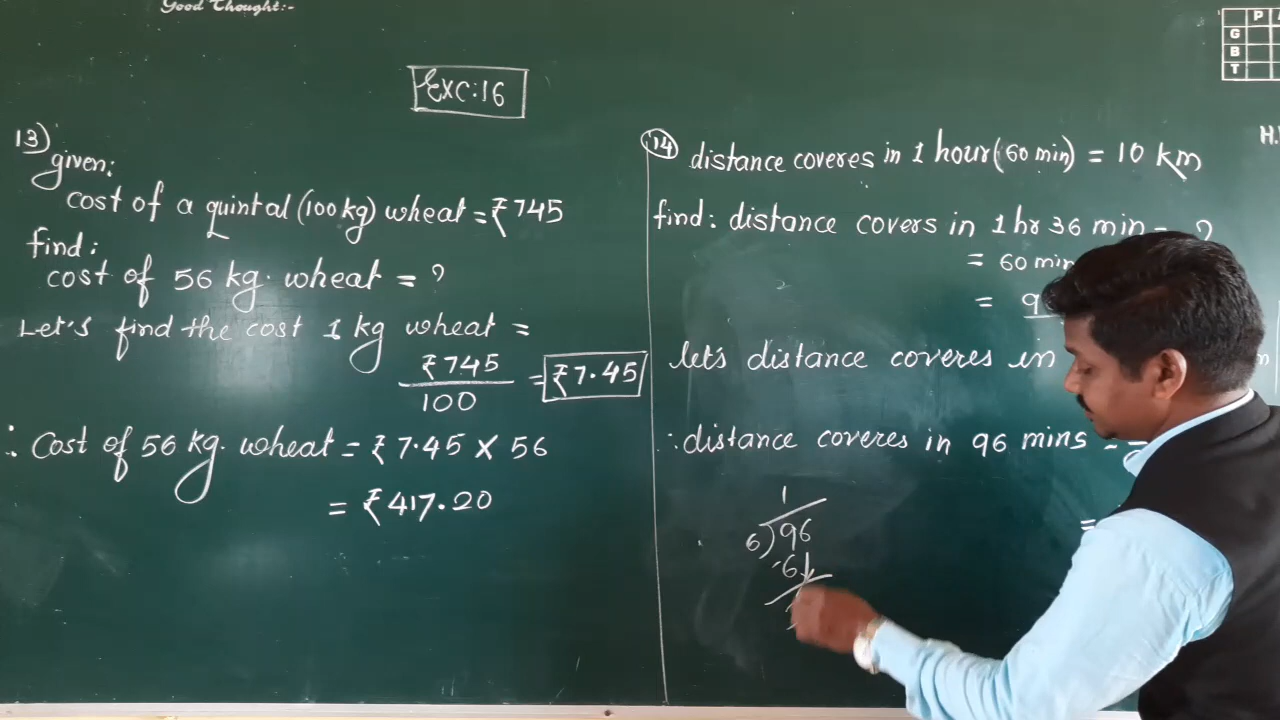 Good Thought:-
P
G
B
T
Exc:16
H.
13)
given:
cost of a quintal (100 kg) wheat = ₹745
find:
cost of 56 kg. wheat = ?
Let's find the cost 1 kg wheat =
₹745
100
= ₹7.45
∴ Cost of 56 kg. wheat = ₹7.45 X 56
= ₹417.20
14 distance coveres in 1 hour (60 min) = 10 km
find: distance covers in 1 hr 36 min = ?
= 60 min
= 9
let's distance coveres in
∴ distance coveres in 96 mins =
=
1
6)96
-6↓